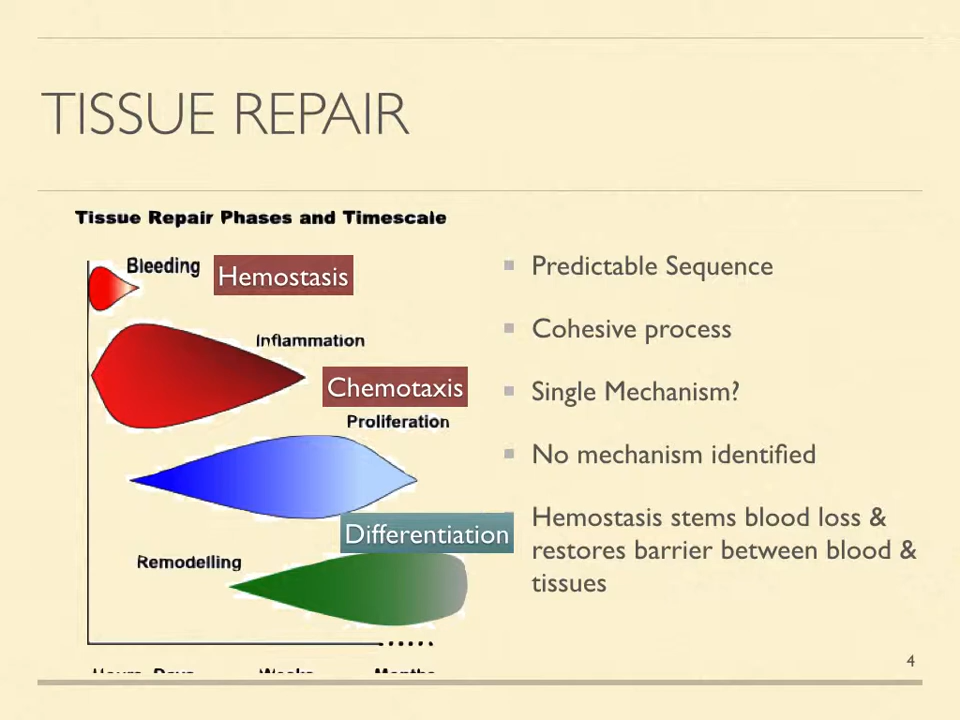 TISSUE REPAIR
Tissue Repair Phases and Timescale
Bleeding
Hemostasis
Inflammation
Chemotaxis
Proliferation
Differentiation
Remodelling
Hours Days Weeks Months
Predictable Sequence
Cohesive process
Single Mechanism?
No mechanism identified
Hemostasis stems blood loss &
restores barrier between blood &
tissues
4